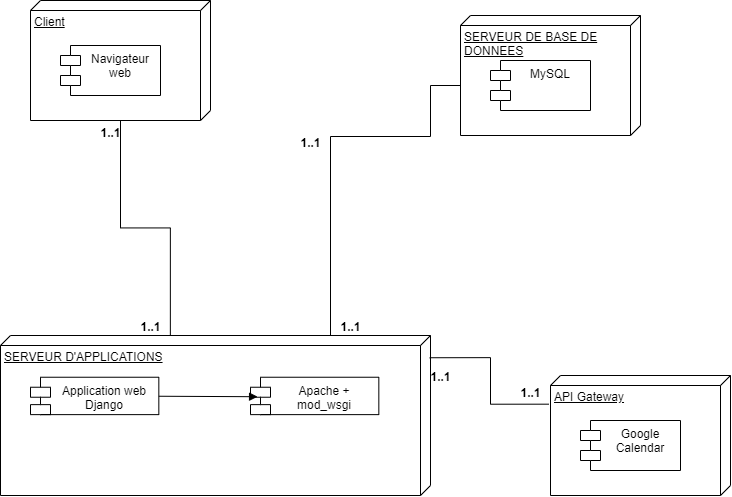 Client
Navigateur
web
1..1
SERVEUR DE BASE DE
DONNEES
MySQL
1..1
1..1
1..1
SERVEUR D'APPLICATIONS
Application web
Django
Apache +
mod_wsgi
1..1
1..1
API Gateway
Google
Calendar